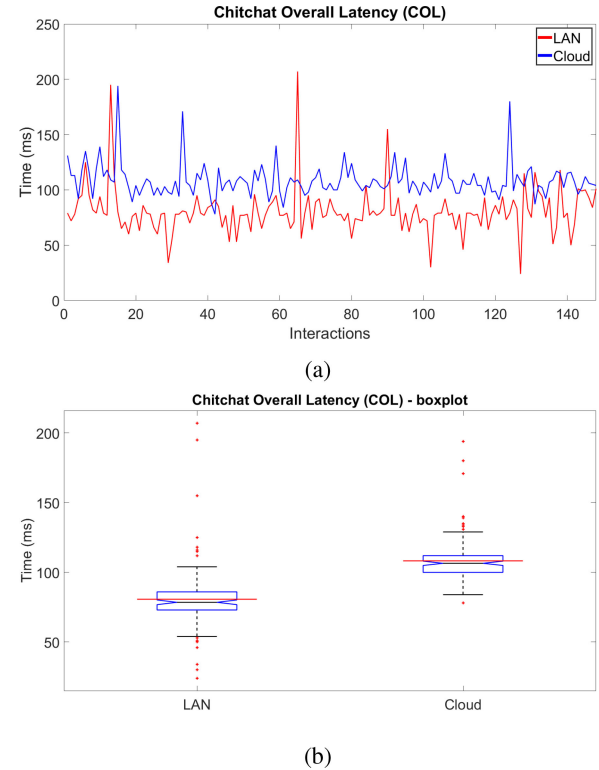 Chitchat Overall Latency (COL)
250
200
150
100
50
0
Time (ms)
LAN
Cloud
0 20 40 60 80 100 120 140
Interactions
(a)
Chitchat Overall Latency (COL) - boxplot
200
150
100
50
Time (ms)
LAN Cloud
(b)